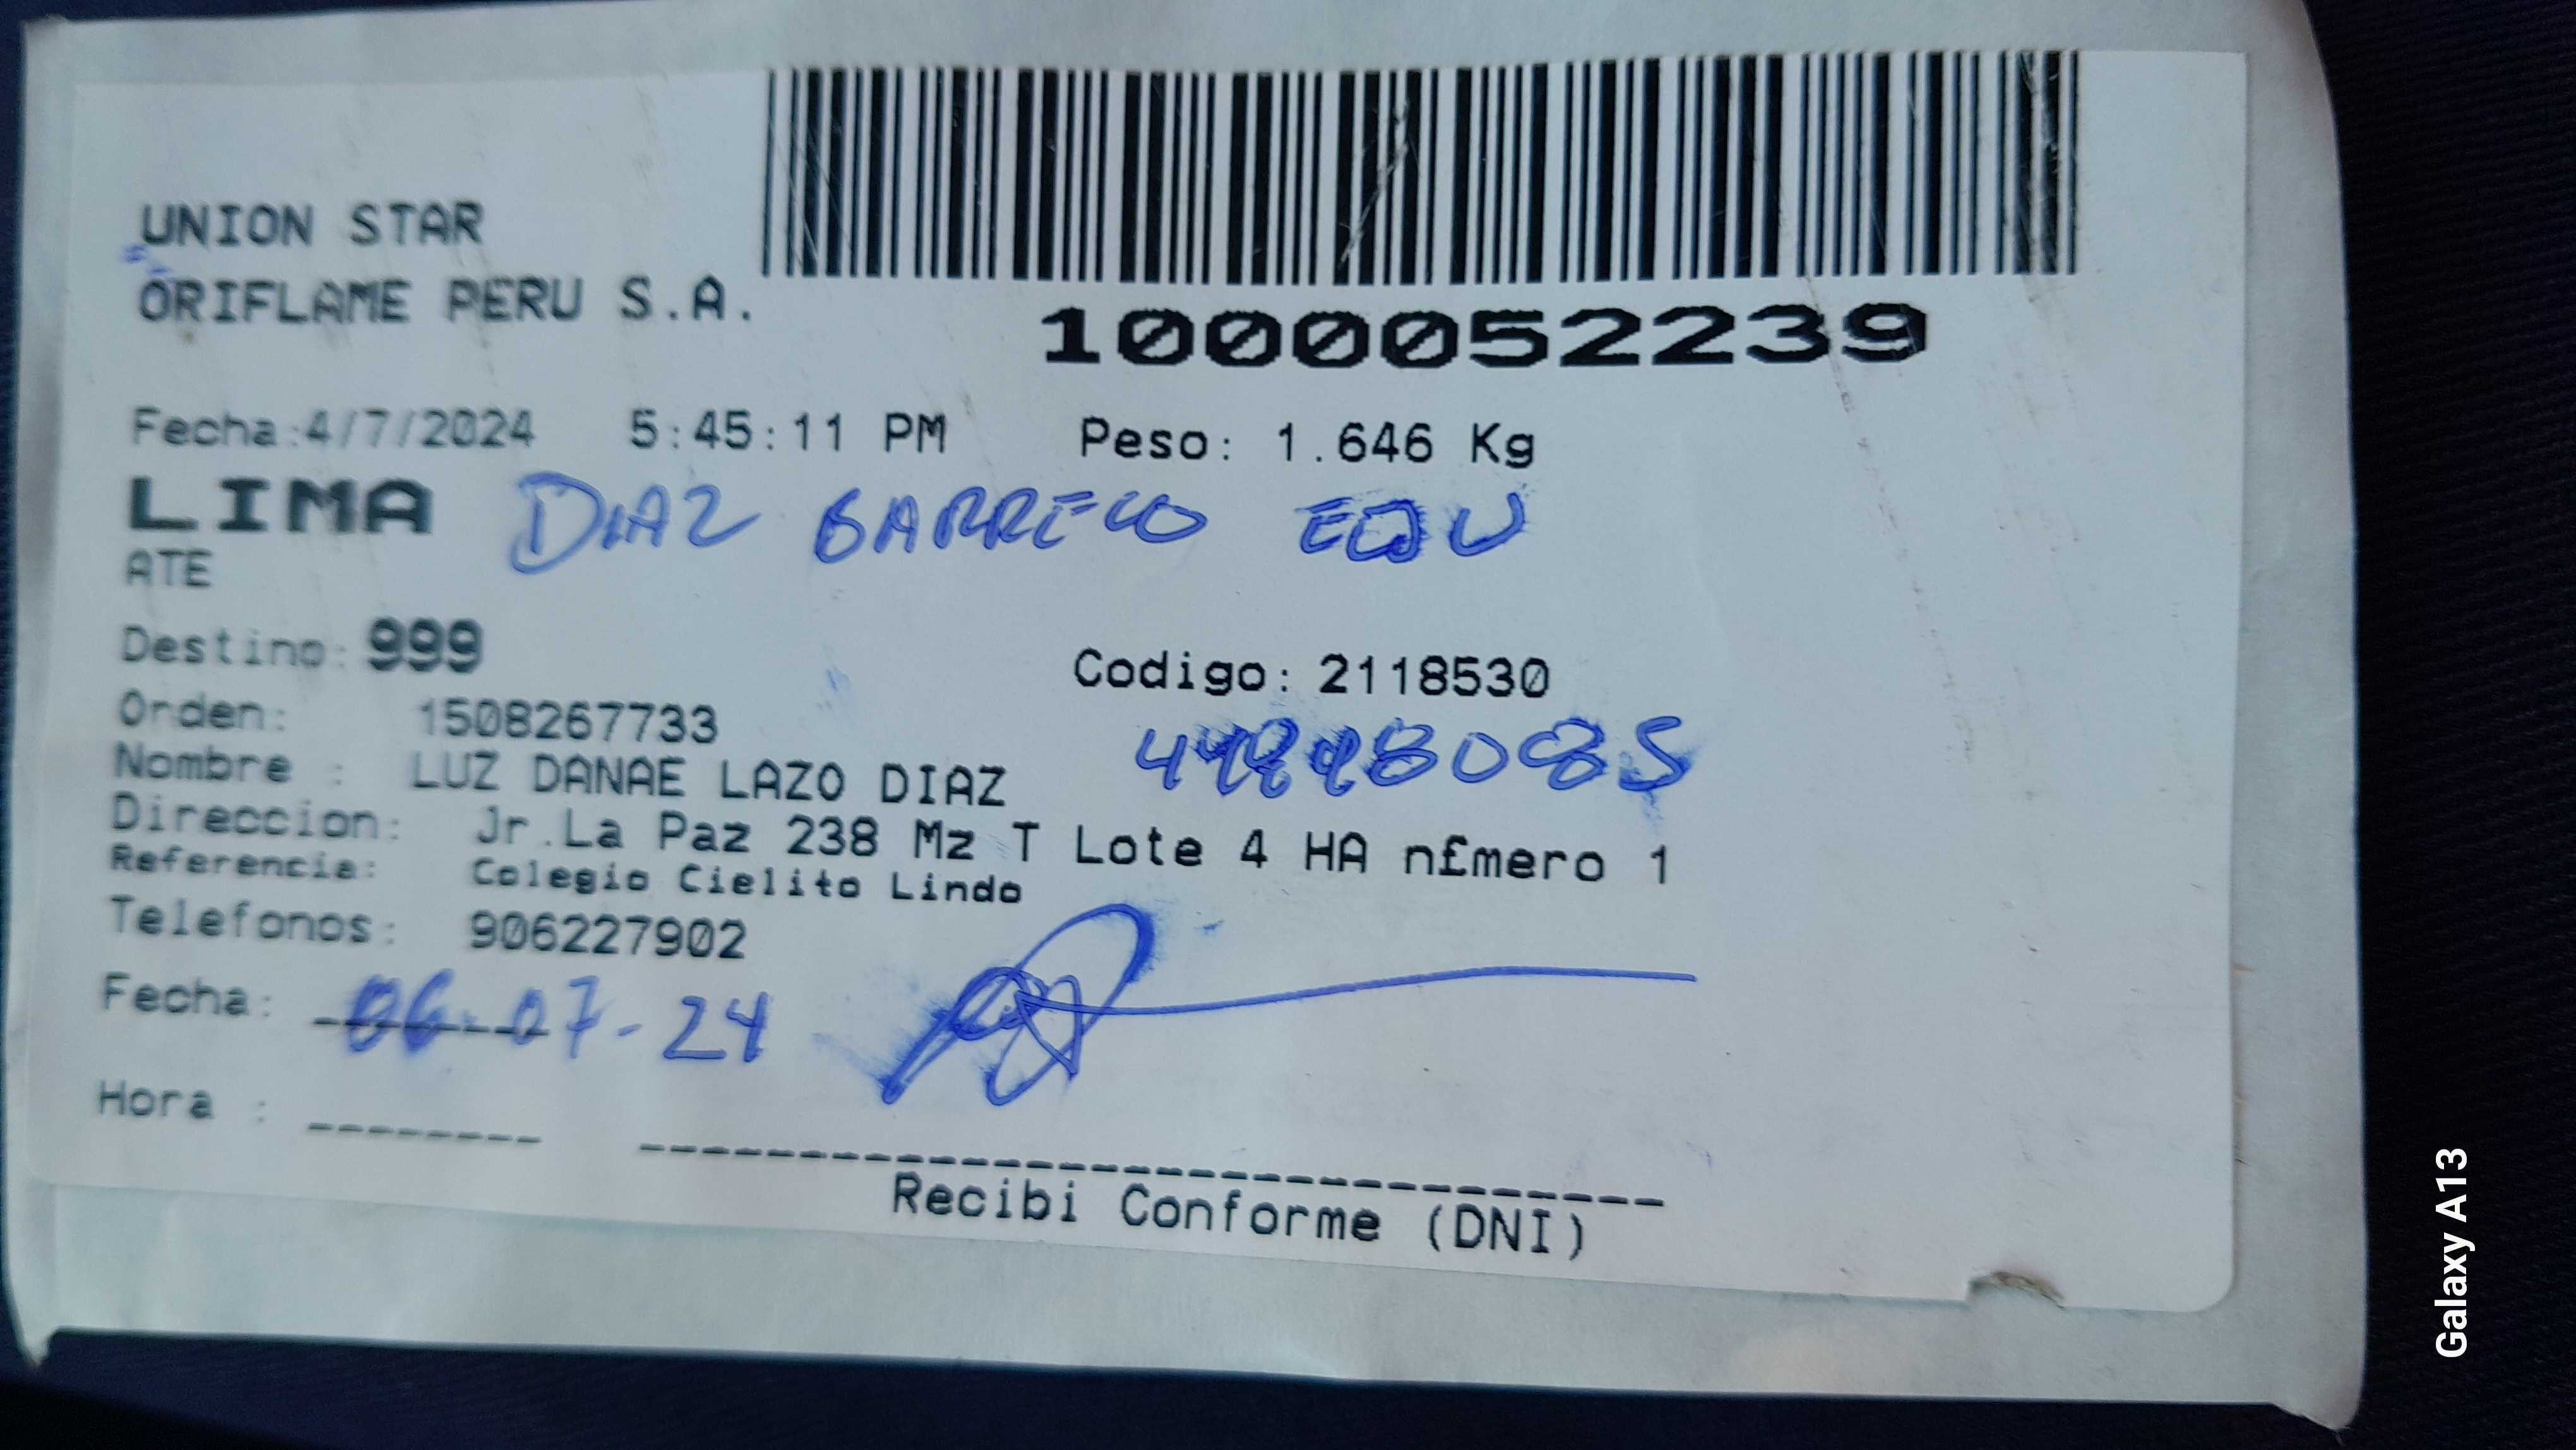 UNION STAR
ORIFLAME PERU S.A.
1000052239
Fecha:4/7/2024 5:45:11 PM Peso: 1.646 Kg
LIMA DIAZ
ATE
Destino: 999 Codigo: 2118530
Orden: 1508267733
Nombre : LUZ DANAE LAZO DIAZ
Direccion: Jr.La Paz 238 Mz T Lote 4 HA n£mero 1
Referencia: Colegio Cielito Lindo
Telefonos: 906227902
Fecha: 06-07-24
Hora :
Recibi Conforme (DNI)
Galaxy A13